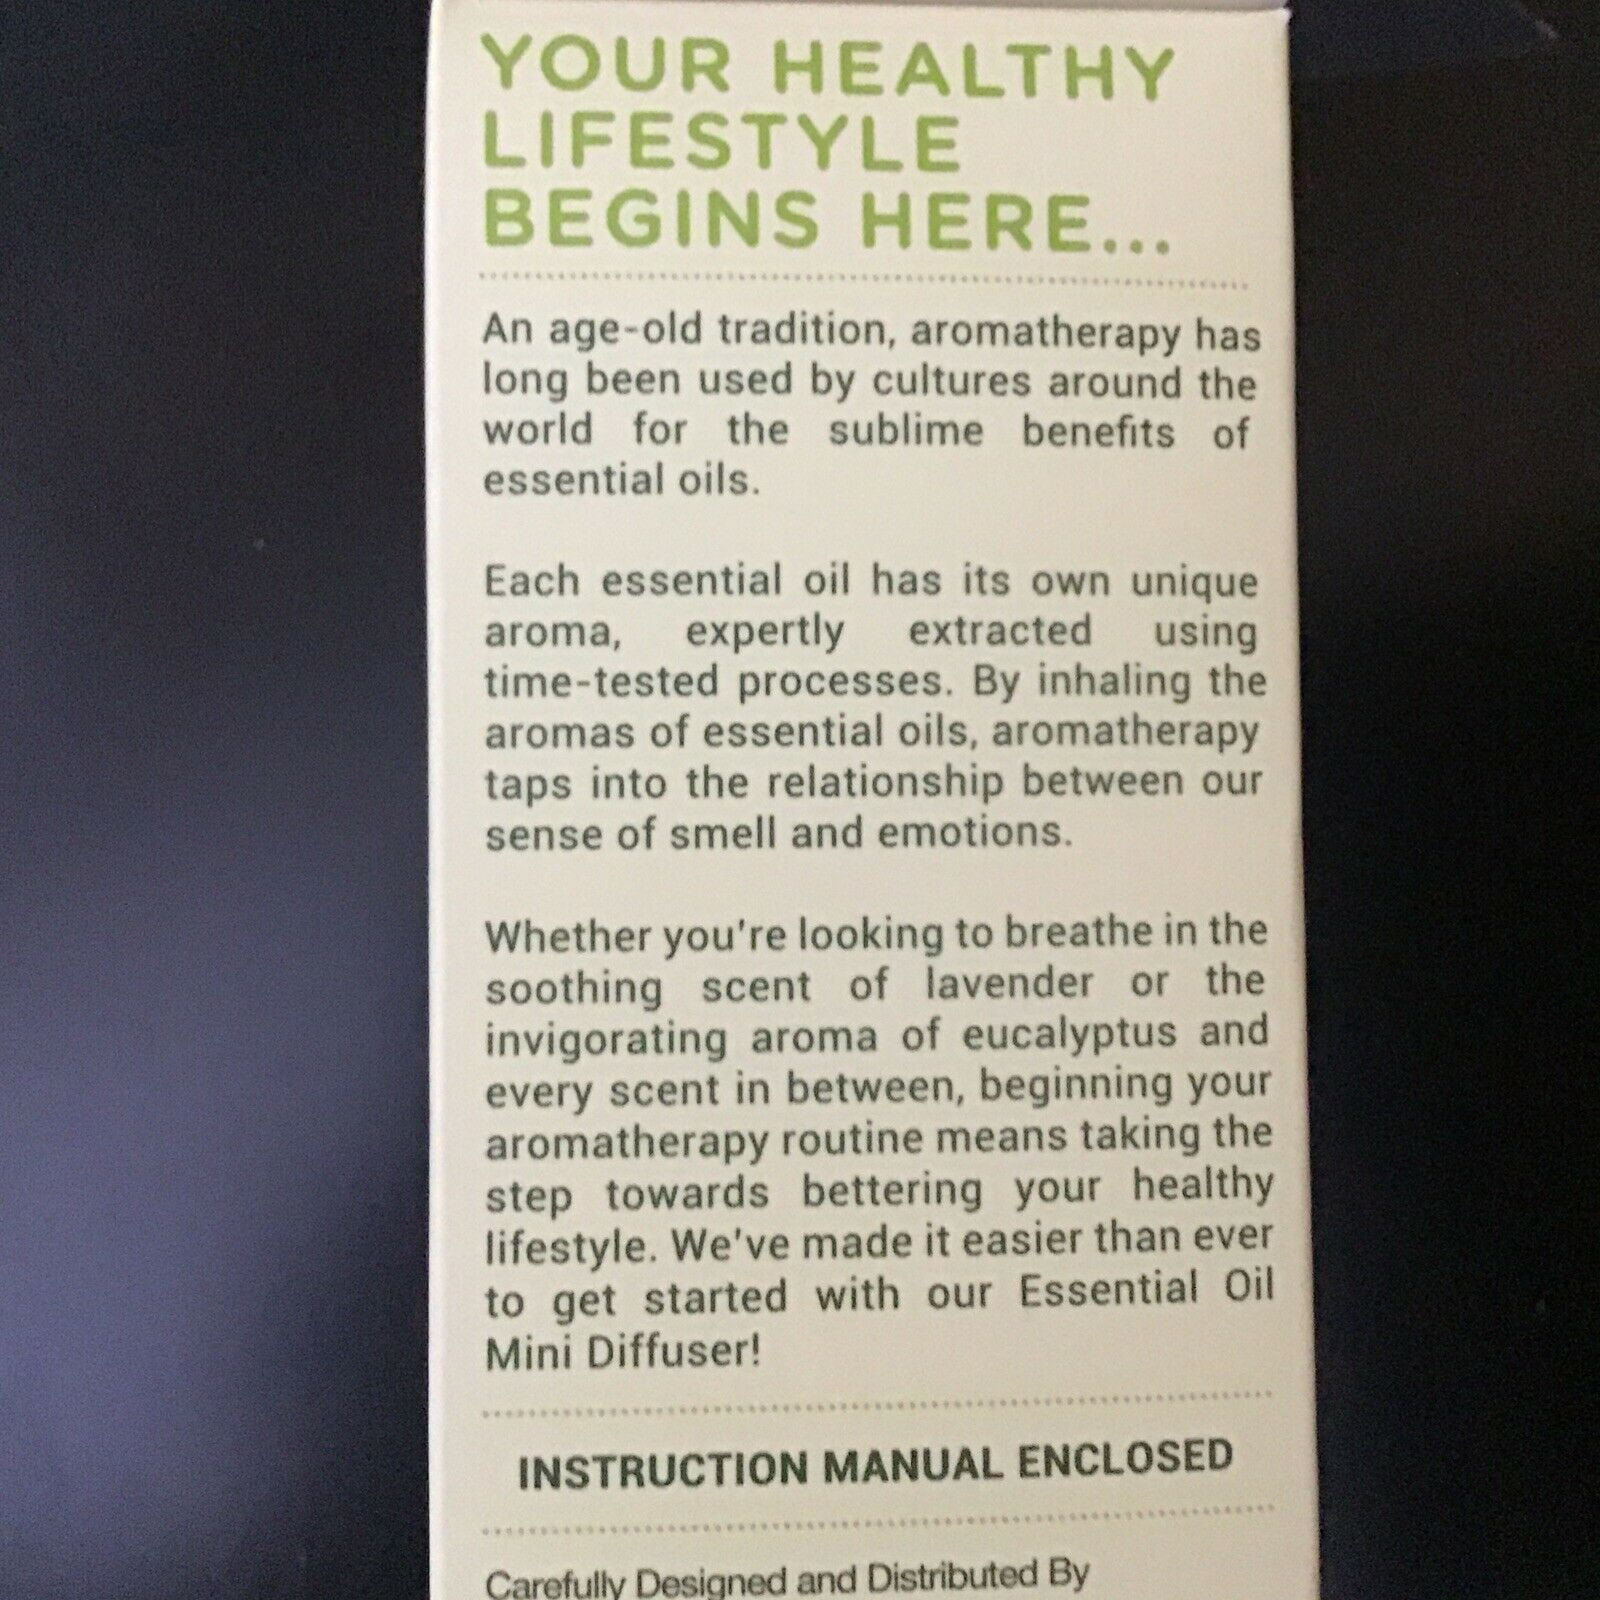 YOUR HEALTHY
LIFESTYLE
BEGINS HERE...
An age-old tradition, aromatherapy has
long been used by cultures around the
world for the sublime benefits of
essential oils.
Each essential oil has its own unique
aroma, expertly extracted using
time-tested processes. By inhaling the
aromas of essential oils, aromatherapy
taps into the relationship between our
sense of smell and emotions.
Whether you're looking to breathe in the
soothing scent of lavender or the
invigorating aroma of eucalyptus and
every scent in between, beginning your
aromatherapy routine means taking the
step towards bettering your healthy
lifestyle. We've made it easier than ever
to get started with our Essential Oil
Mini Diffuser!
INSTRUCTION MANUAL ENCLOSED
Carefully Designed and Distributed By